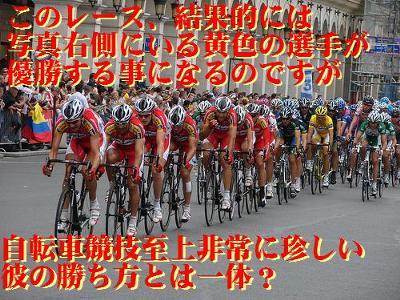 このレース、結果的には
写真右側にいる黄色の選手が
優勝する事になるのですが
自転車競技至上非常に珍しい
彼の勝ち方とは一体？